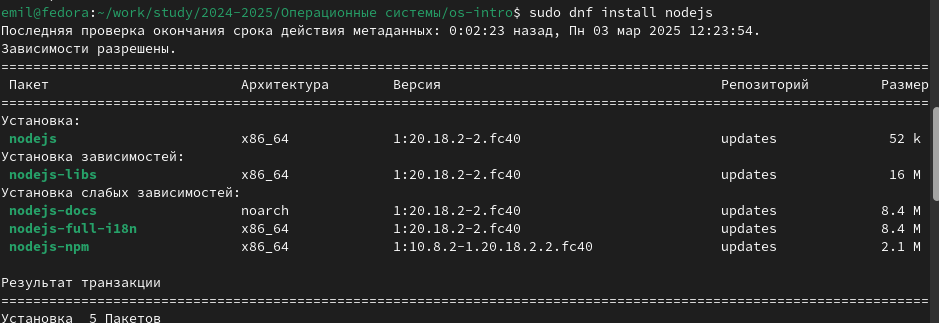 emil@fedora:~/work/study/2024-2025/Операционные системы/os-intro$ sudo dnf install nodejs
Последняя проверка окончания срока действия метаданных: 0:02:23 назад, Пн 03 мар 2025 12:23:54.
Зависимости разрешены.
================================================================================
Пакет Архитектура Версия Репозиторий Размер
================================================================================
Установка:
nodejs x86_64 1:20.18.2-2.fc40 updates 52 k
Установка зависимостей:
nodejs-libs x86_64 1:20.18.2-2.fc40 updates 16 M
Установка слабых зависимостей:
nodejs-docs noarch 1:20.18.2-2.fc40 updates 8.4 M
nodejs-full-i18n x86_64 1:20.18.2-2.fc40 updates 8.4 M
nodejs-npm x86_64 1:10.8.2-1.20.18.2.2.fc40 updates 2.1 M
Результат транзакции
================================================================================
Установка 5 Пакетов